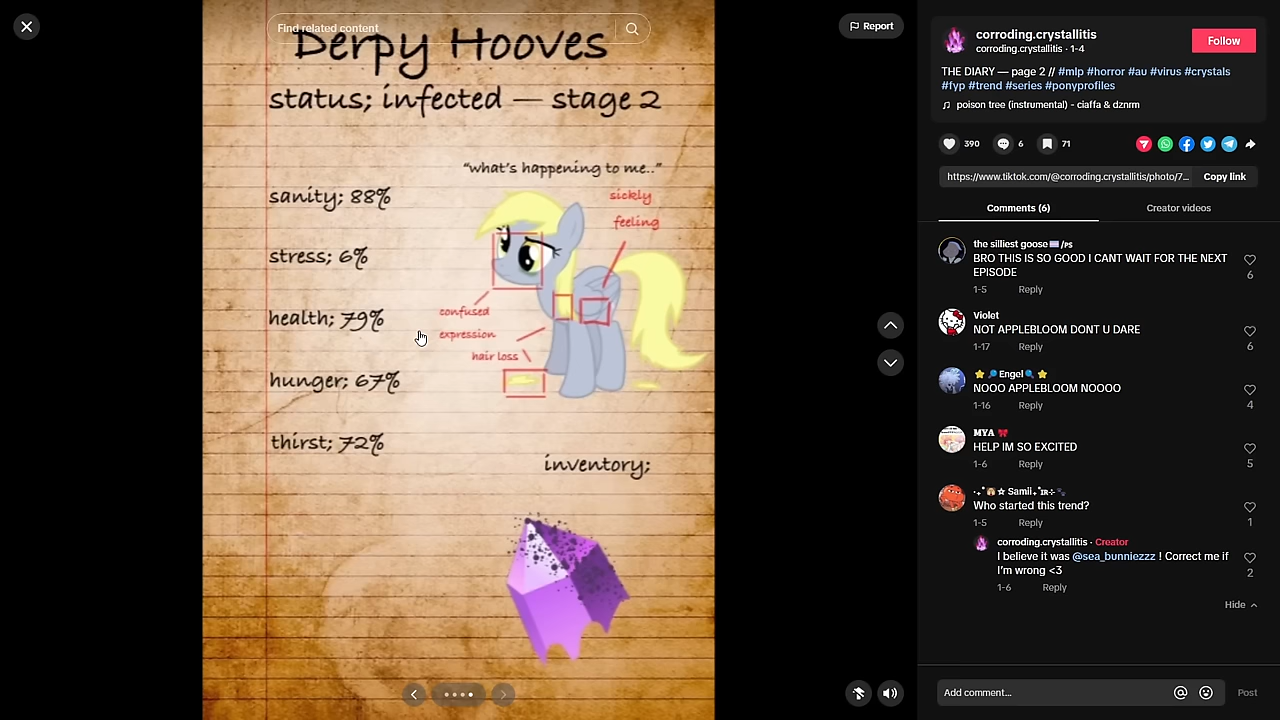 Find related content
Derpy Hooves
status; infected — stage 2
"what's happening to me.."
sanity; 88%
sickly
feeling
stress; 6%
health; 79%
confused
expression
hair loss
hunger; 67%
thirst; 72%
inventory;
Report
corroding.crystallitis
corroding.crystallitis · 1-4
Follow
THE DIARY — page 2 // #mlp #horror #au #virus #crystals
#fyp #trend #series #ponyprofiles
♫ poison tree (instrumental) - ciaffa & dznrm
390
6
71
https://www.tiktok.com/@corroding.crystallitis/photo/7...
Copy link
Comments (6)
Creator videos
the silliest goose /ᴘs
BRO THIS IS SO GOOD I CANT WAIT FOR THE NEXT
EPISODE
6
1-5 Reply
Violet
NOT APPLEBLOOM DONT U DARE
6
1-17 Reply
⭐🔎Engel🔍⭐
NOOO APPLEBLOOM NOOOO
4
1-16 Reply
𝐌𝐘𝐀 🎀
HELP IM SO EXCITED
5
1-6 Reply
Samii
Who started this trend?
1
1-5 Reply
corroding.crystallitis · Creator
I believe it was @sea_bunniezzz ! Correct me if
I'm wrong <3
2
1-6 Reply
Hide
Add comment...
Post